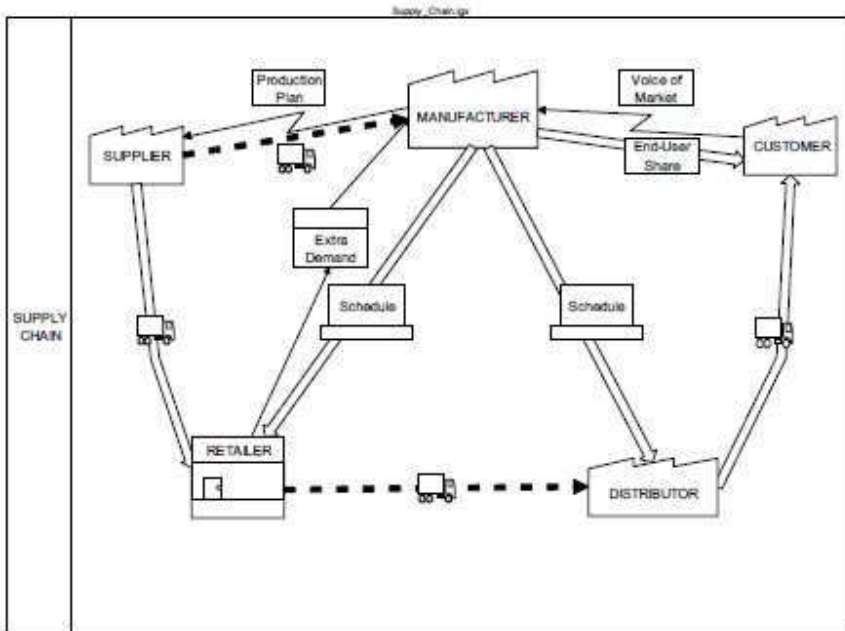 Supply_Chain.igx
Production
Plan
MANUFACTURER
Voice of
Market
SUPPLIER
End-User
Share
CUSTOMER
Extra
Demand
Schedule
Schedule
SUPPLY
CHAIN
RETAILER
DISTRIBUTOR